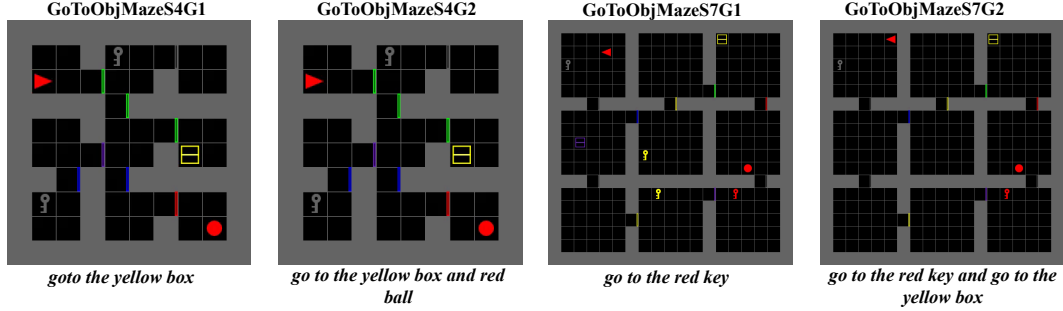 GoToObjMazeS4G1
GoToObjMazeS4G2
GoToObjMazeS7G1
GoToObjMazeS7G2
goto the yellow box
go to the yellow box and red
ball
go to the red key
go to the red key and go to the
yellow box